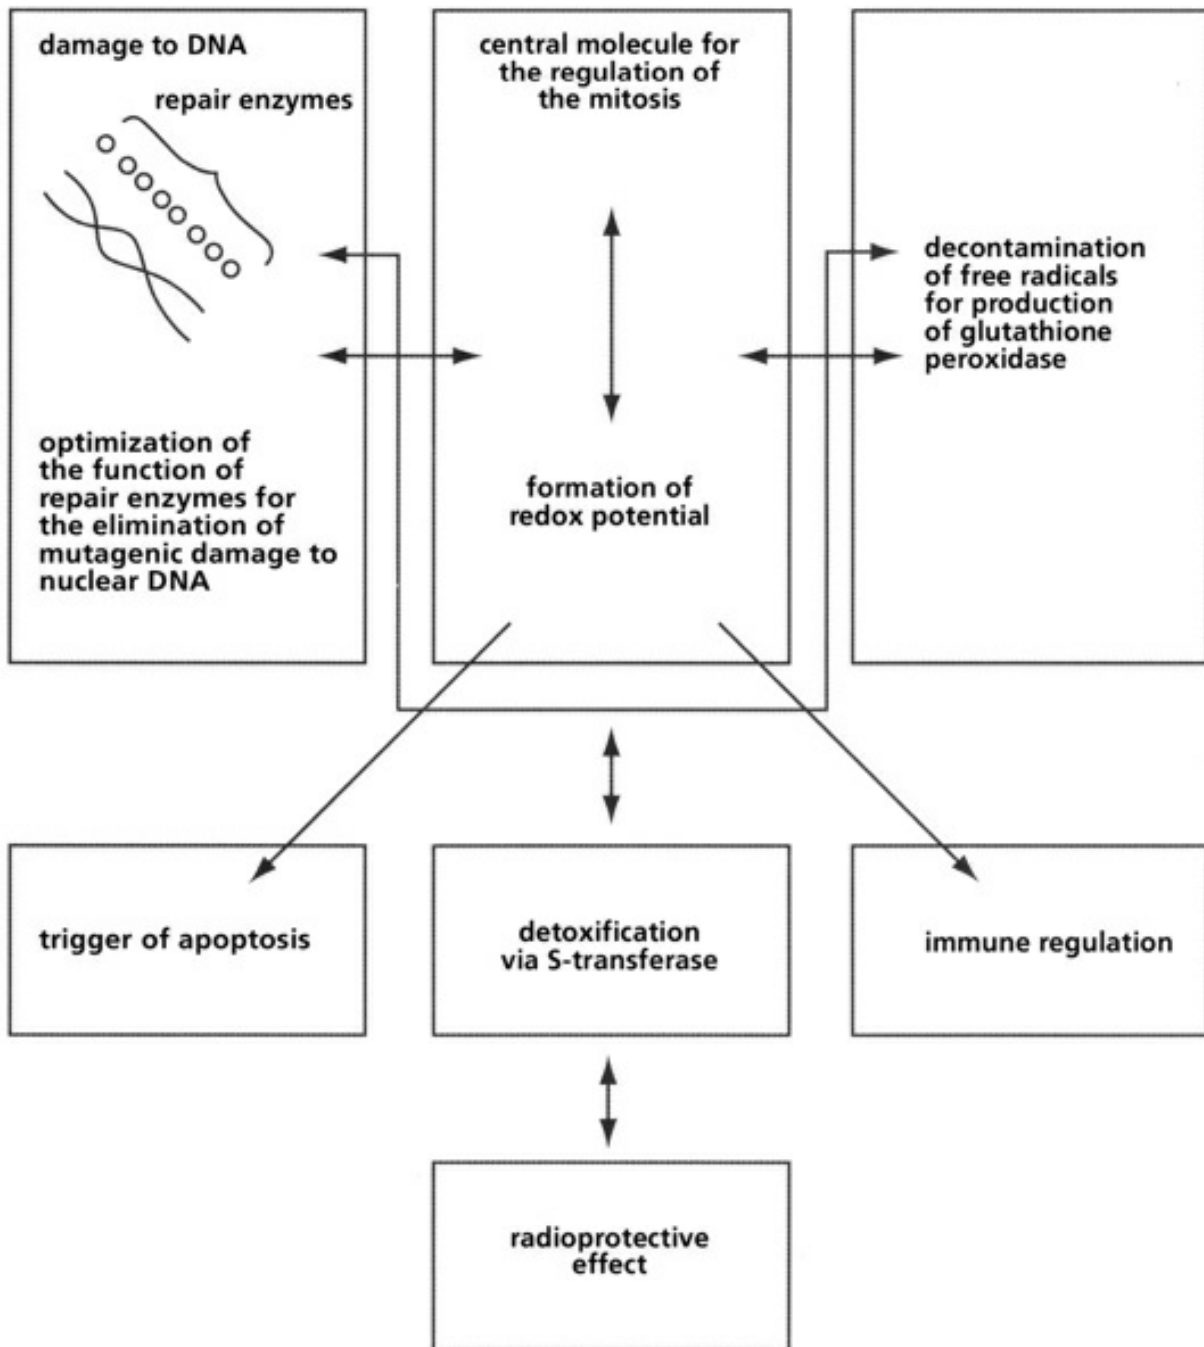 damage to DNA
repair enzymes
optimization of
the function of
repair enzymes for
the elimination of
mutagenic damage to
nuclear DNA
central molecule for
the regulation of
the mitosis
formation of
redox potential
decontamination
of free radicals
for production
of glutathione
peroxidase
trigger of apoptosis
detoxification
via S-transferase
immune regulation
radioprotective
effect